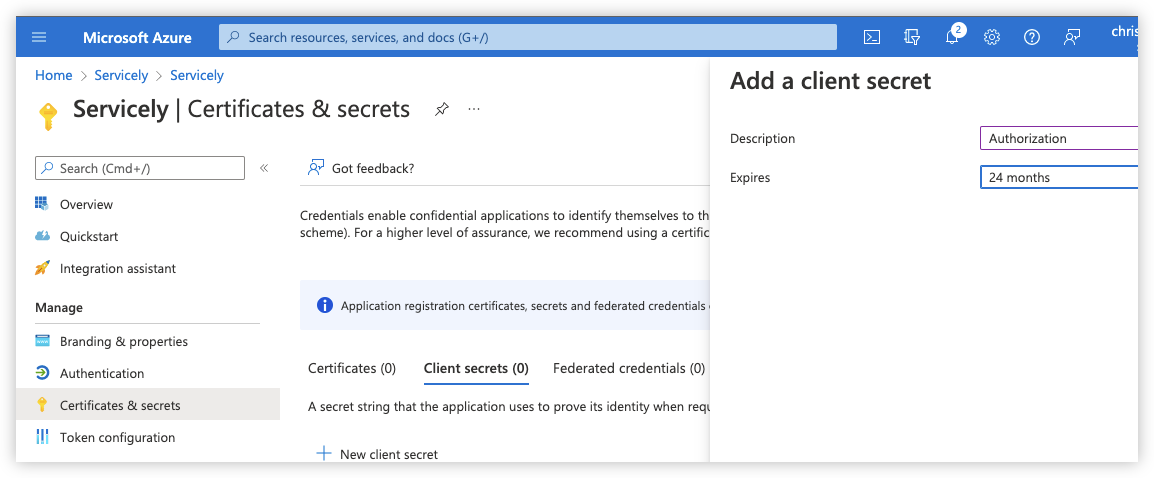 Microsoft Azure
Search resources, services, and docs (G+/)
2
chris
Home > Servicely > Servicely
Servicely | Certificates & secrets
...
Search (Cmd+/)
«
Overview
Quickstart
Integration assistant
Manage
Branding & properties
Authentication
Certificates & secrets
Token configuration
Got feedback?
Credentials enable confidential applications to identify themselves to th
scheme). For a higher level of assurance, we recommend using a certific
Application registration certificates, secrets and federated credentials
Certificates (0) Client secrets (0) Federated credentials (0)
A secret string that the application uses to prove its identity when requ
New client secret
Add a client secret
Description Authorization
Expires 24 months